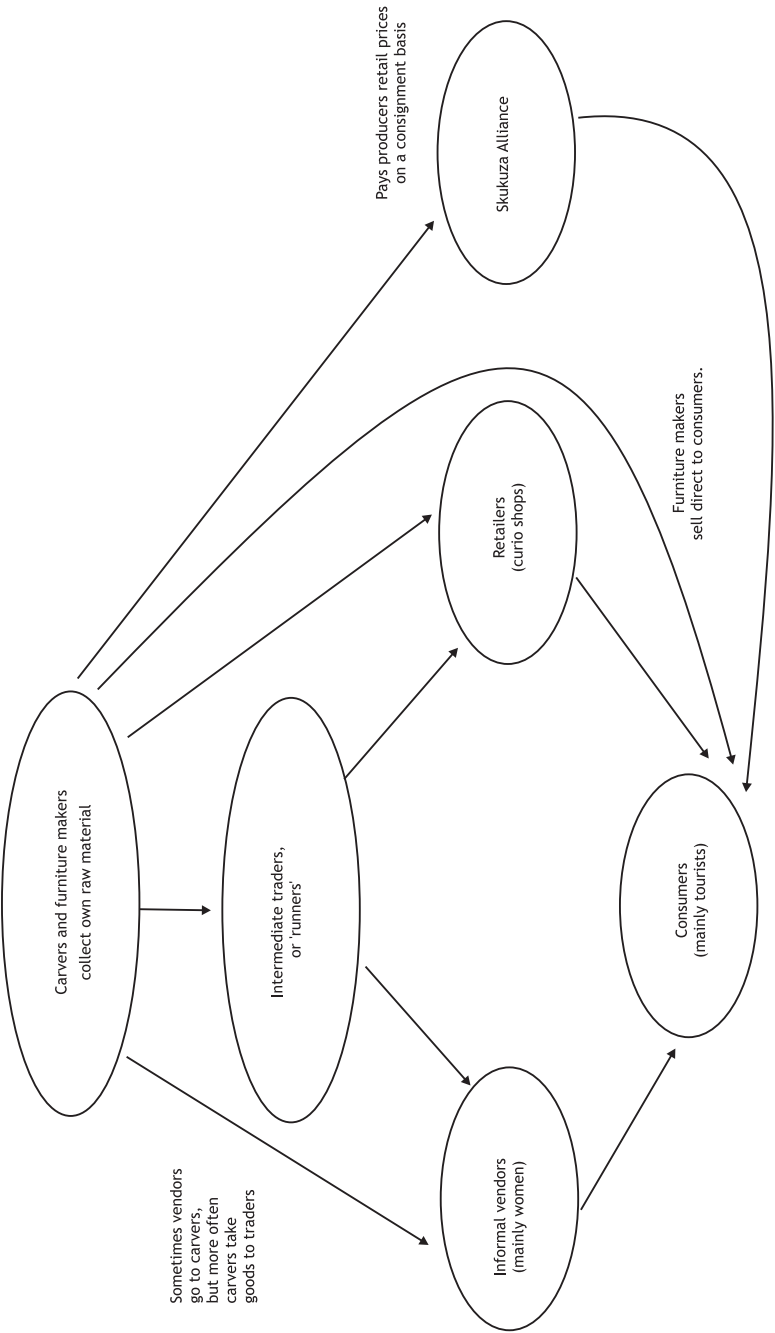 Carvers and furniture makers
collect own raw material
Sometimes vendors
go to carvers,
but more often
carvers take
goods to traders
Intermediate traders,
or 'runners'
Pays producers retail prices
on a consignment basis
Informal vendors
(mainly women)
Retailers
(curio shops)
Skukuza Alliance
Furniture makers
sell direct to consumers.
Consumers
(mainly tourists)